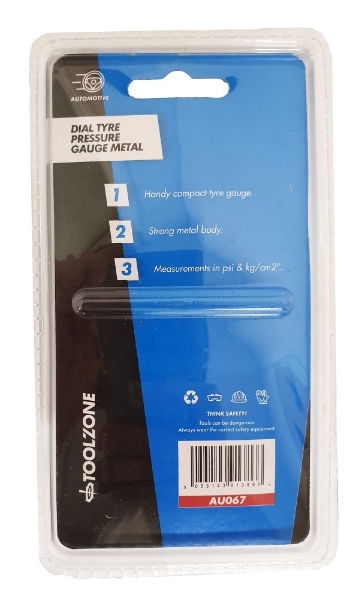 AUTOMOTIVE
DIAL TYRE
PRESSURE
GAUGE METAL
1 Handy compact tyre gauge.
2 Strong metal body.
3 Measurements in psi & kg/cm2°.
TOOLZONE
THINK SAFETY!
Tools can be dangerous.
Always wear the correct safety equipment
AU067